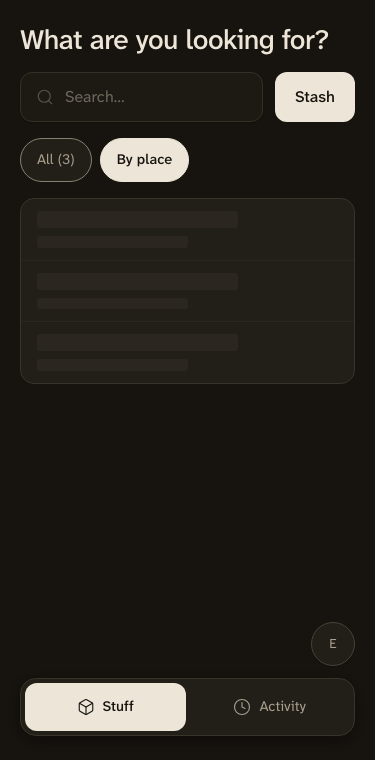 What are you looking for?
Search...
Stash
All (3)
By place
E
Stuff
Activity